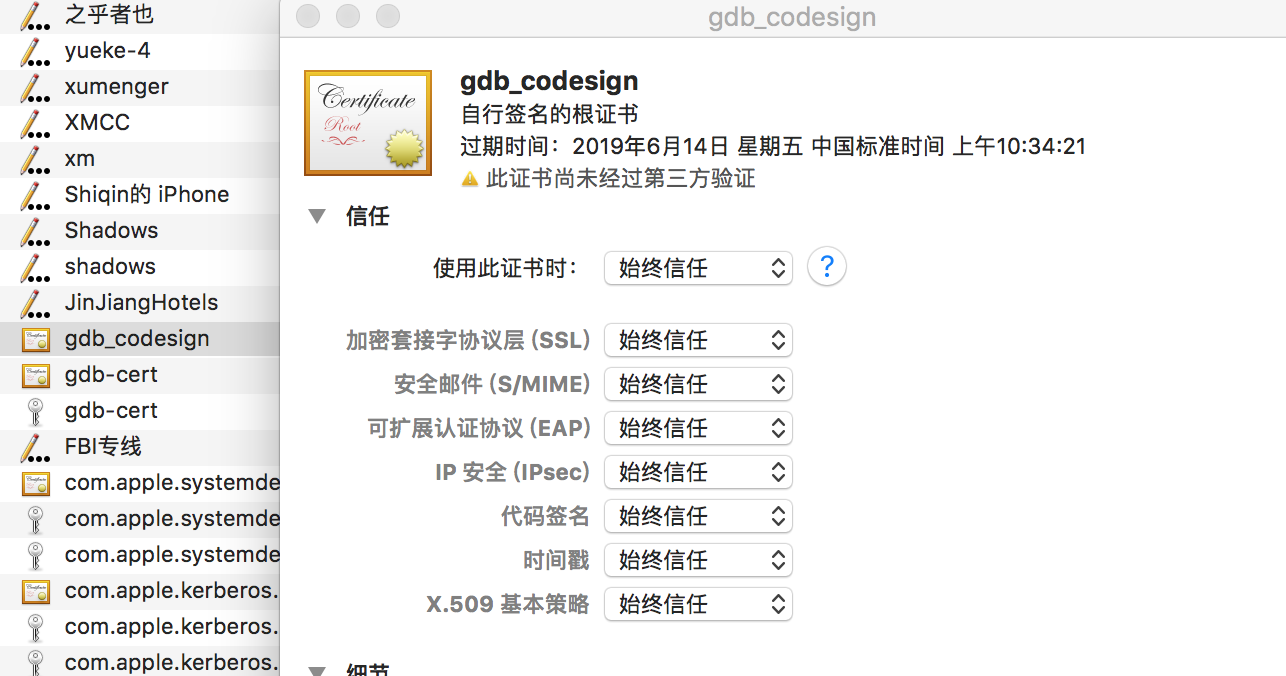 之乎者也
yueke-4
xumenger
XMCC
xm
Shiqin的 iPhone
Shadows
shadows
JinJiangHotels
gdb_codesign
gdb-cert
gdb-cert
FBI专线
com.apple.systemde
com.apple.systemde
com.apple.systemde
com.apple.kerberos.
com.apple.kerberos.
com.apple.kerberos.
gdb_codesign
Certificate
Root
gdb_codesign
自行签名的根证书
过期时间：2019年6月14日 星期五 中国标准时间 上午10:34:21
此证书尚未经过第三方验证
信任
使用此证书时： 始终信任 ?
加密套接字协议层 (SSL) 始终信任
安全邮件 (S/MIME) 始终信任
可扩展认证协议 (EAP) 始终信任
IP 安全 (IPsec) 始终信任
代码签名 始终信任
时间戳 始终信任
X.509 基本策略 始终信任
细节